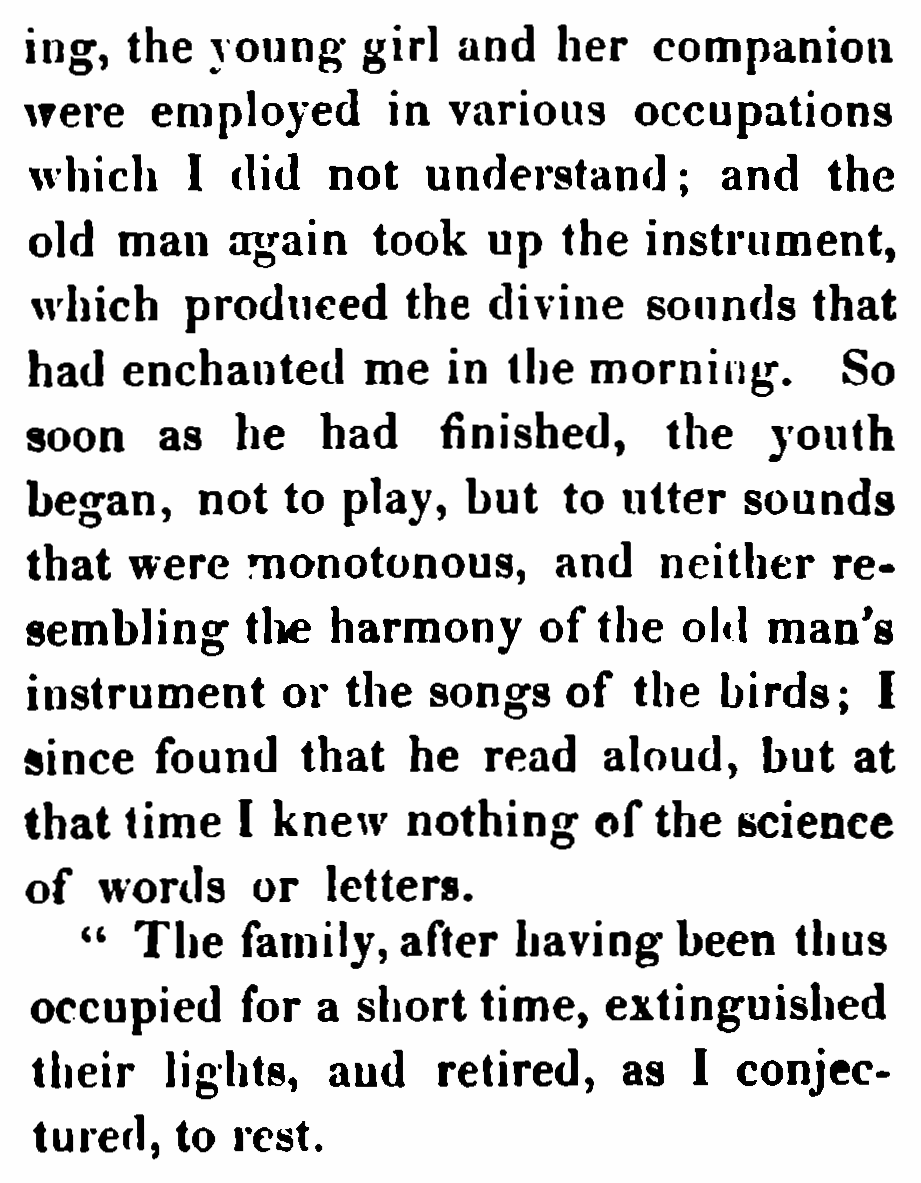 ing, the young girl and her companion
were employed in various occupations
which I did not understand; and the
old man again took up the instrument,
which produced the divine sounds that
had enchanted me in the morning. So
soon as he had finished, the youth
began, not to play, but to utter sounds
that were monotonous, and neither re-
sembling the harmony of the old man's
instrument or the songs of the birds; I
since found that he read aloud, but at
that time I knew nothing of the science
of words or letters.
“ The family, after having been thus
occupied for a short time, extinguished
their lights, and retired, as I conjec-
tured, to rest.